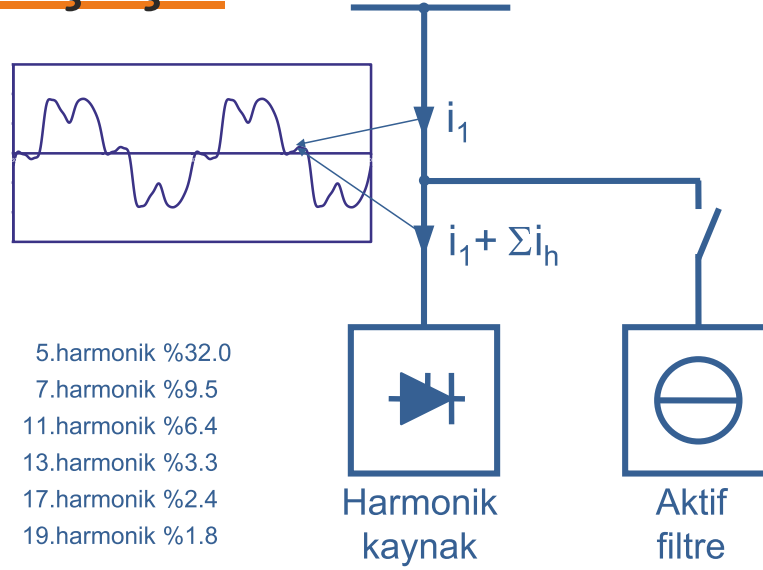 i1
i1+ Σih
5.harmonik %32.0
7.harmonik %9.5
11.harmonik %6.4
13.harmonik %3.3
17.harmonik %2.4
19.harmonik %1.8
Harmonik
kaynak
Aktif
filtre